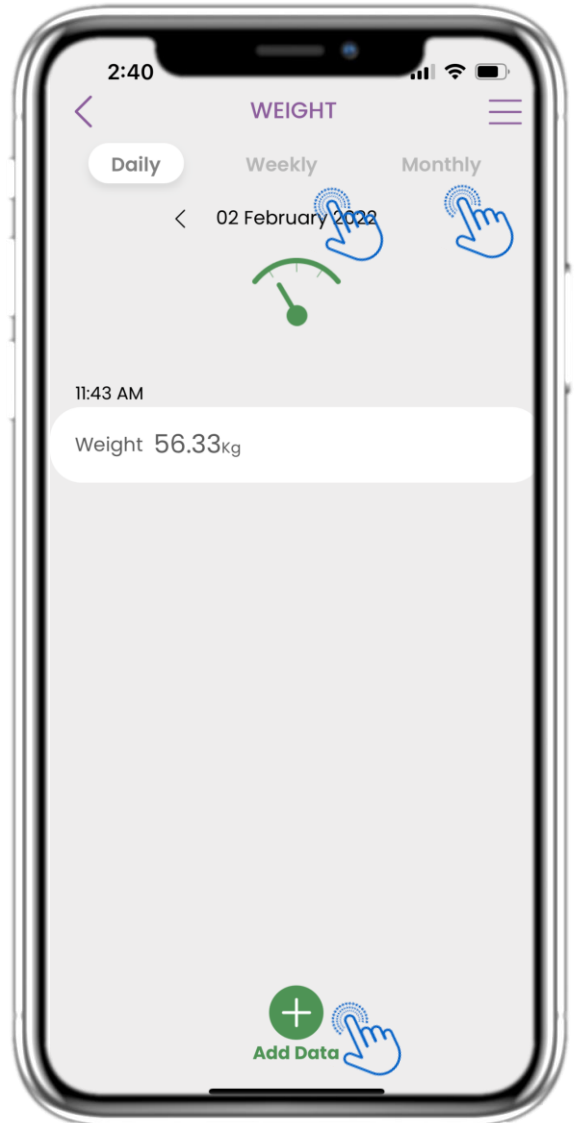 2:40
WEIGHT
Daily Weekly Monthly
02 February 2022
11:43 AM
Weight 56.33Kg
Add Data